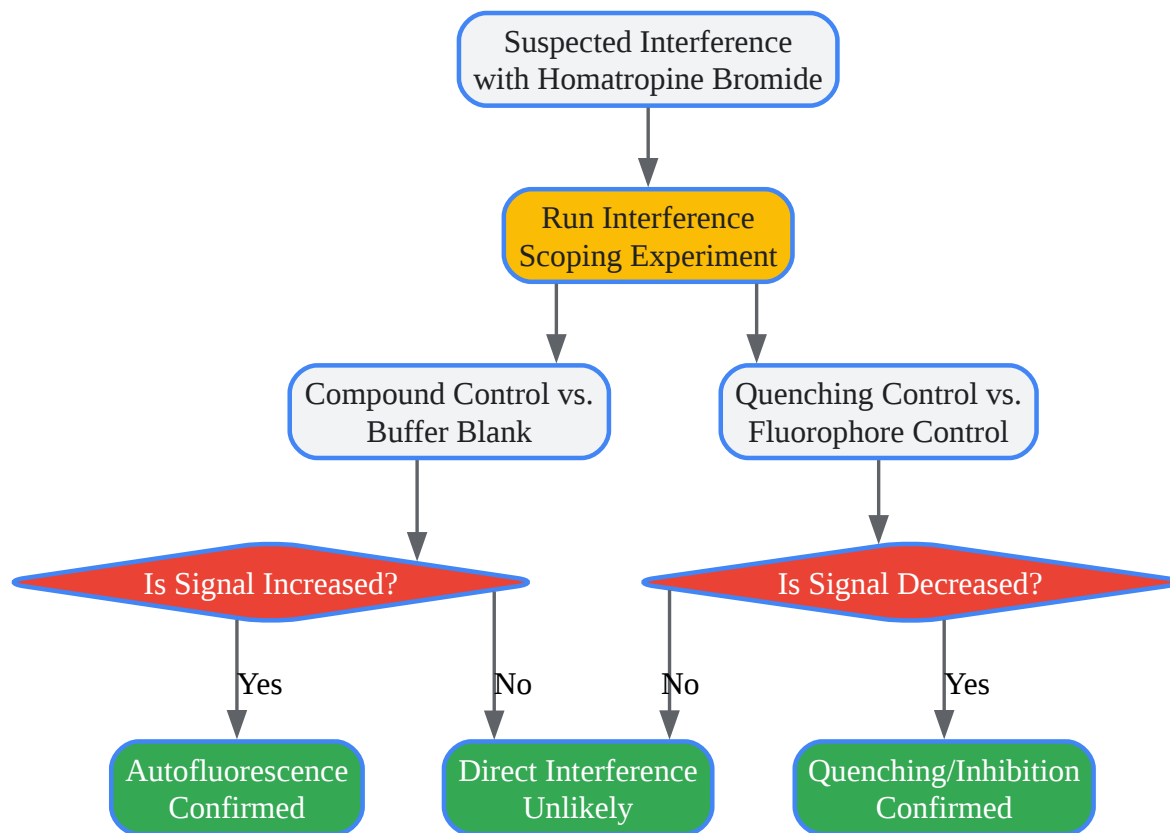 Suspected Interference
with Homatropine Bromide
Run Interference
Scoping Experiment
Compound Control vs.
Buffer Blank
Quenching Control vs.
Fluorophore Control
Is Signal Increased?
Is Signal Decreased?
Yes
No
No
Yes
Autofluorescence
Confirmed
Direct Interference
Unlikely
Quenching/Inhibition
Confirmed